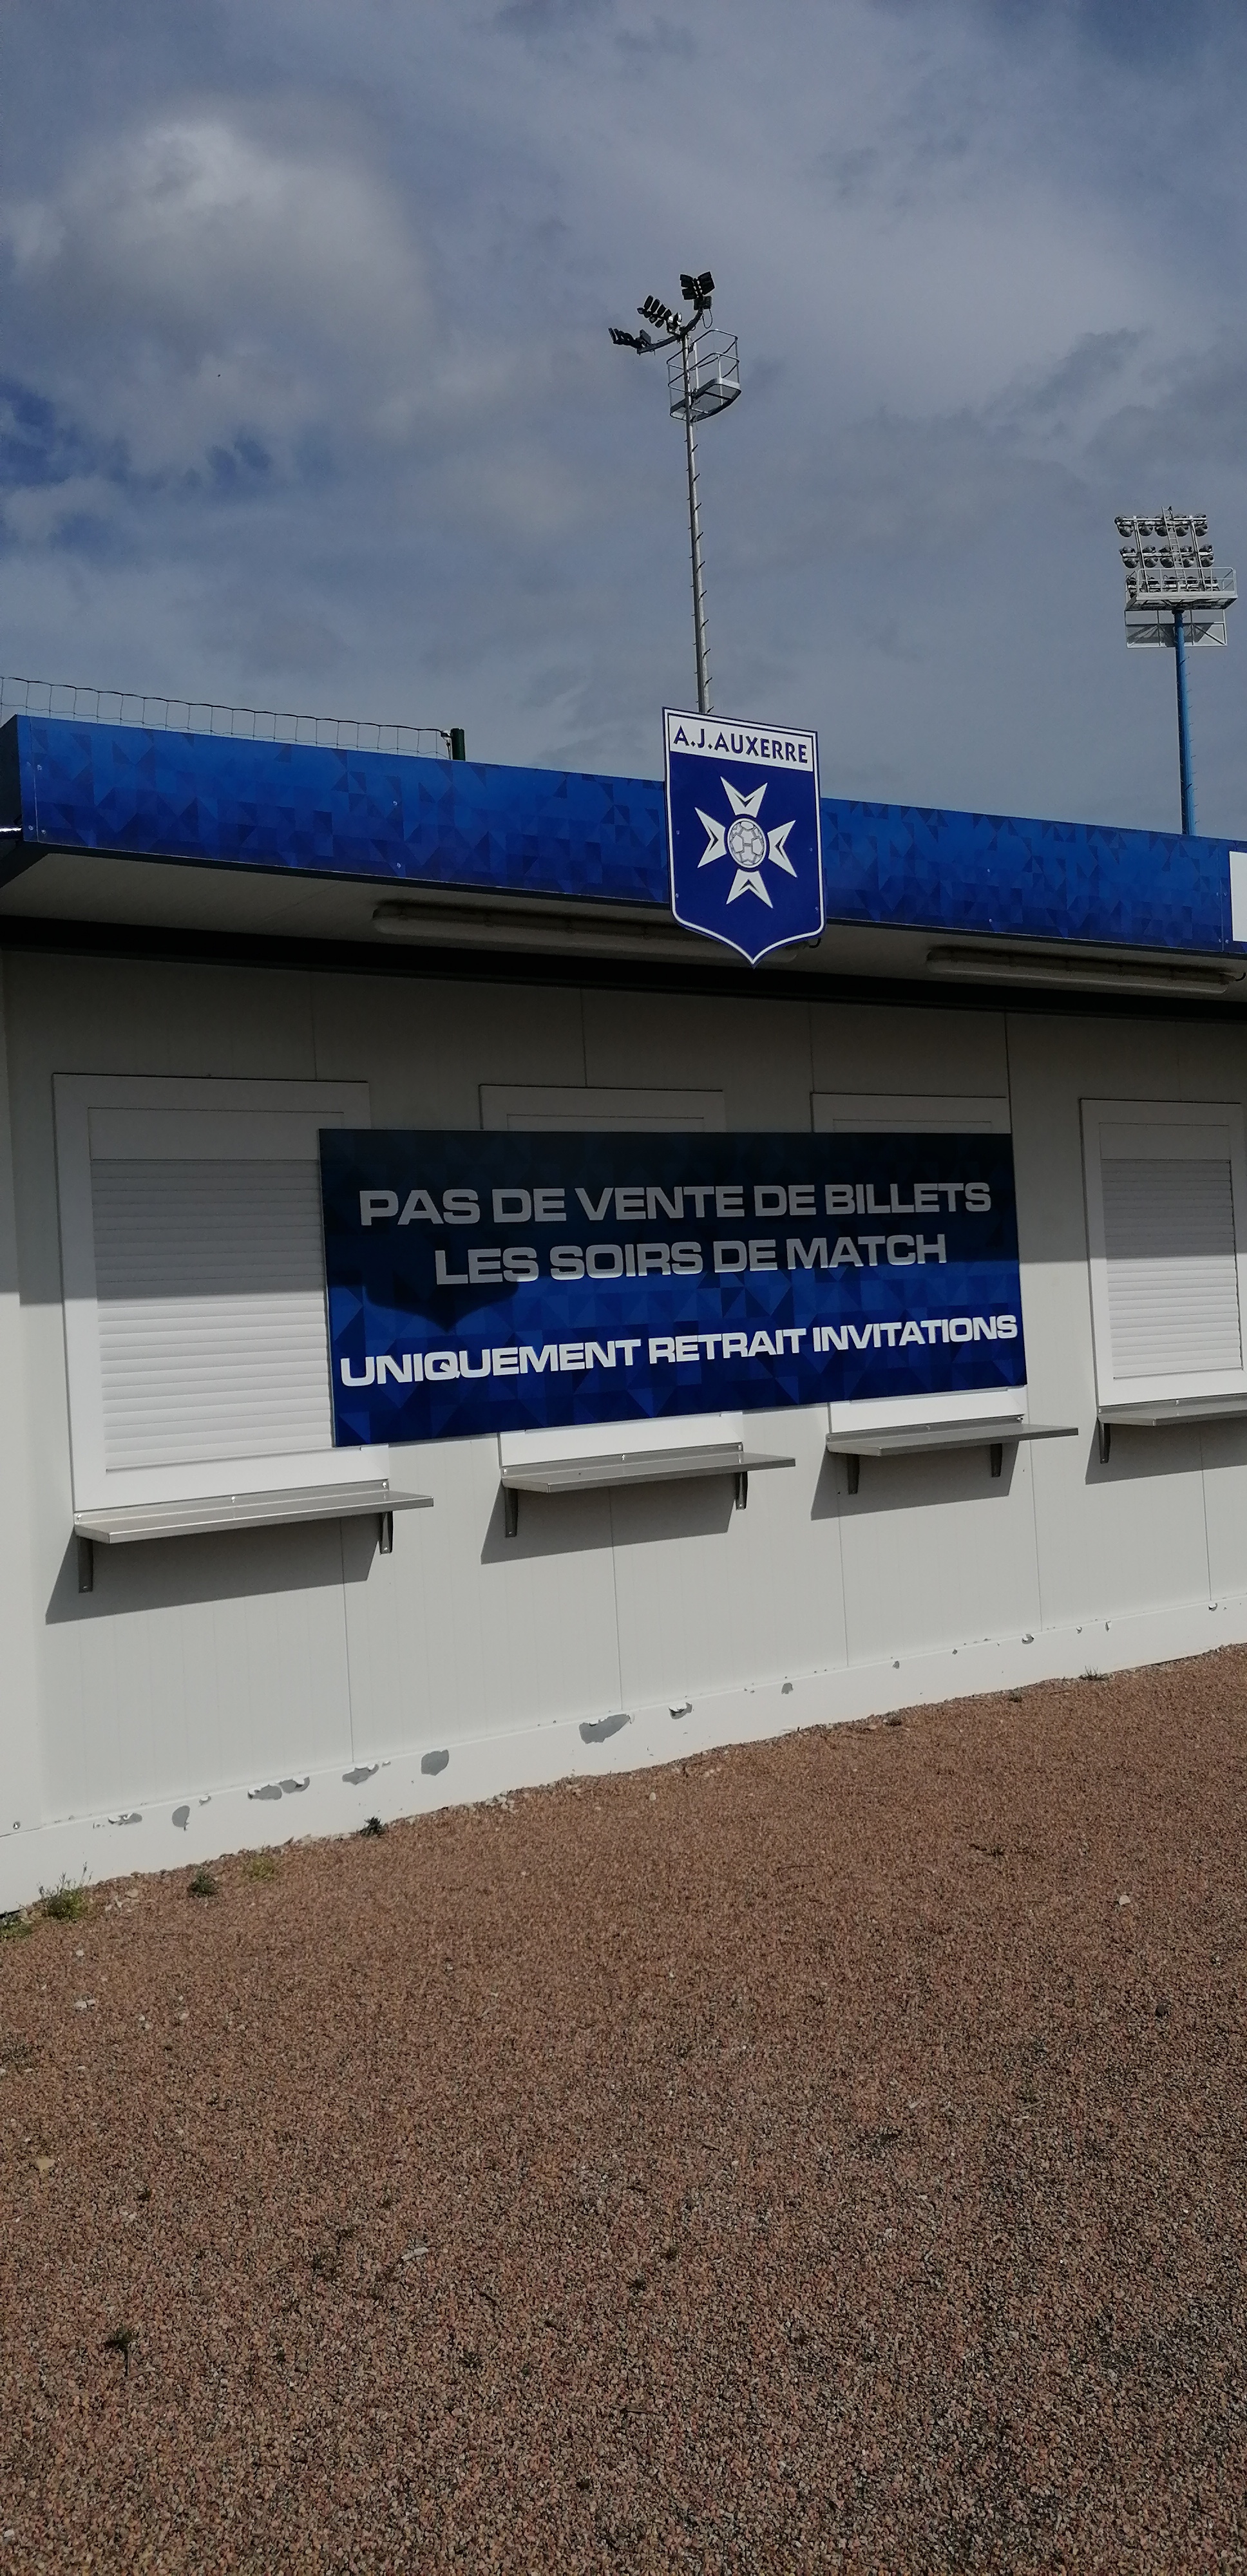 A.J.AUXERRE
PAS DE VENTE DE BILLETS
LES SOIRS DE MATCH
UNIQUEMENT RETRAIT INVITATIONS